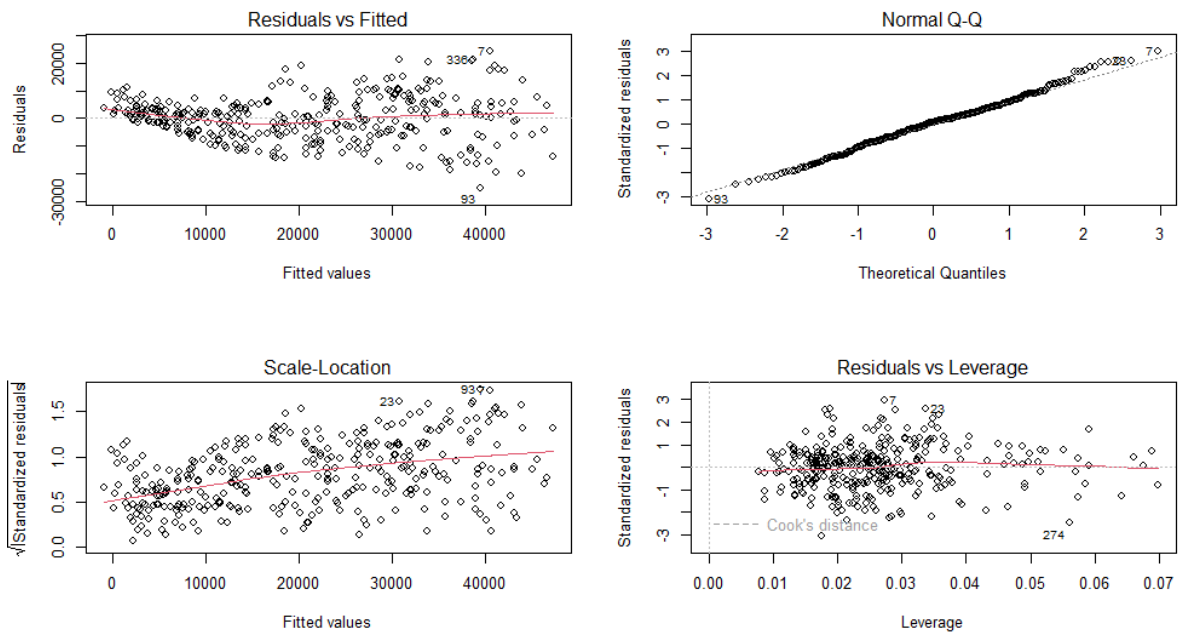 Residuals vs Fitted
Residuals
20000
0
-30000
7
336
93
0 10000 20000 30000 40000
Fitted values
Normal Q-Q
Standardized residuals
3
2
1
0
-1
-3
7
23
93
-3 -2 -1 0 1 2 3
Theoretical Quantiles
Scale-Location
√|Standardized residuals
1.5
1.0
0.5
0.0
23
93
7
0 10000 20000 30000 40000
Fitted values
Residuals vs Leverage
Standardized residuals
3
2
1
-1
-3
7
23
Cook's distance
274
0.00 0.01 0.02 0.03 0.04 0.05 0.06 0.07
Leverage